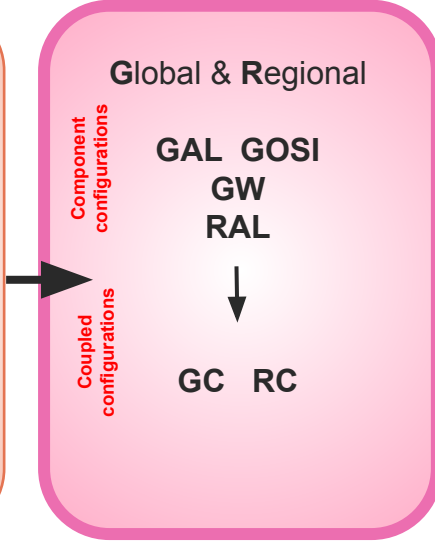 Global & Regional
Component
configurations
GAL GOSI
GW
RAL
Coupled
configurations
GC RC